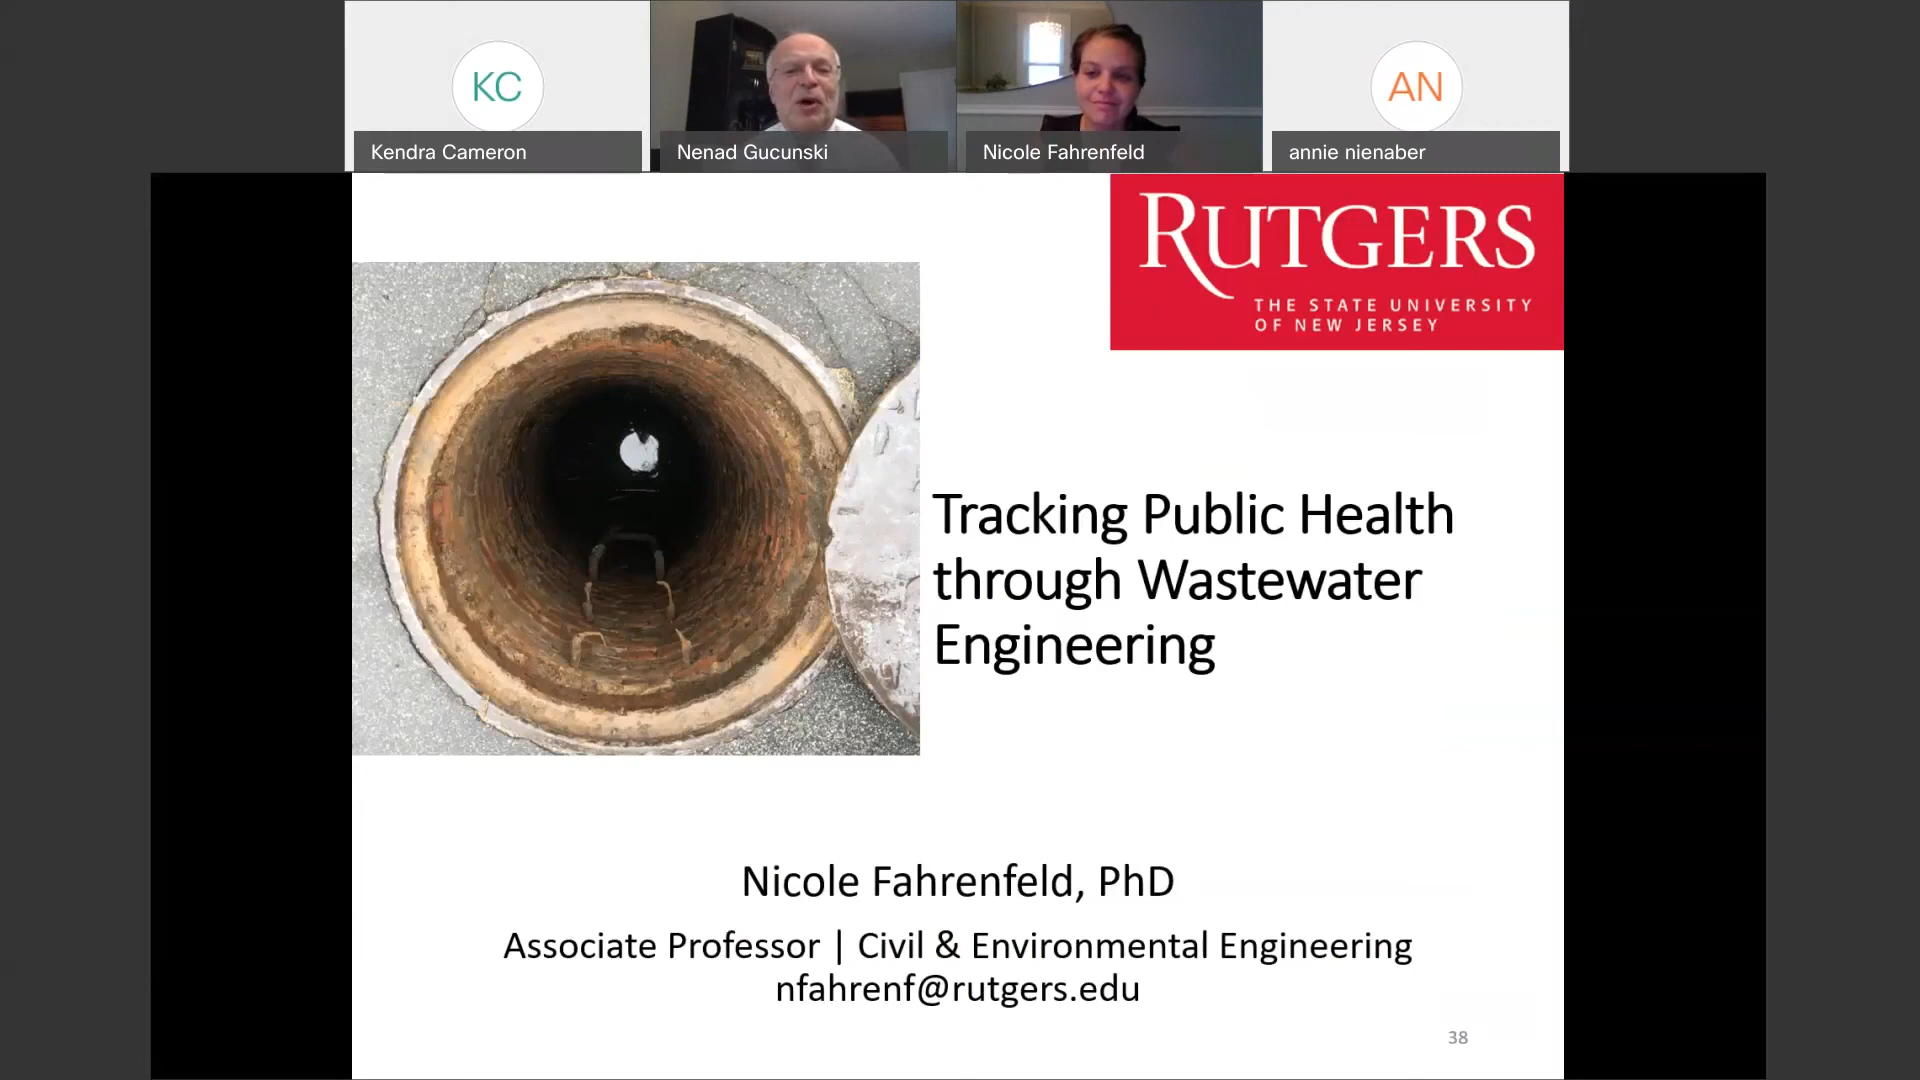 KC
AN
Kendra Cameron
Nenad Gucunski
Nicole Fahrenfeld
annie nienaber
RUTGERS
THE STATE UNIVERSITY
OF NEW JERSEY
Tracking Public Health
through Wastewater
Engineering
Nicole Fahrenfeld, PhD
Associate Professor | Civil & Environmental Engineering
nfahrenf@rutgers.edu
38